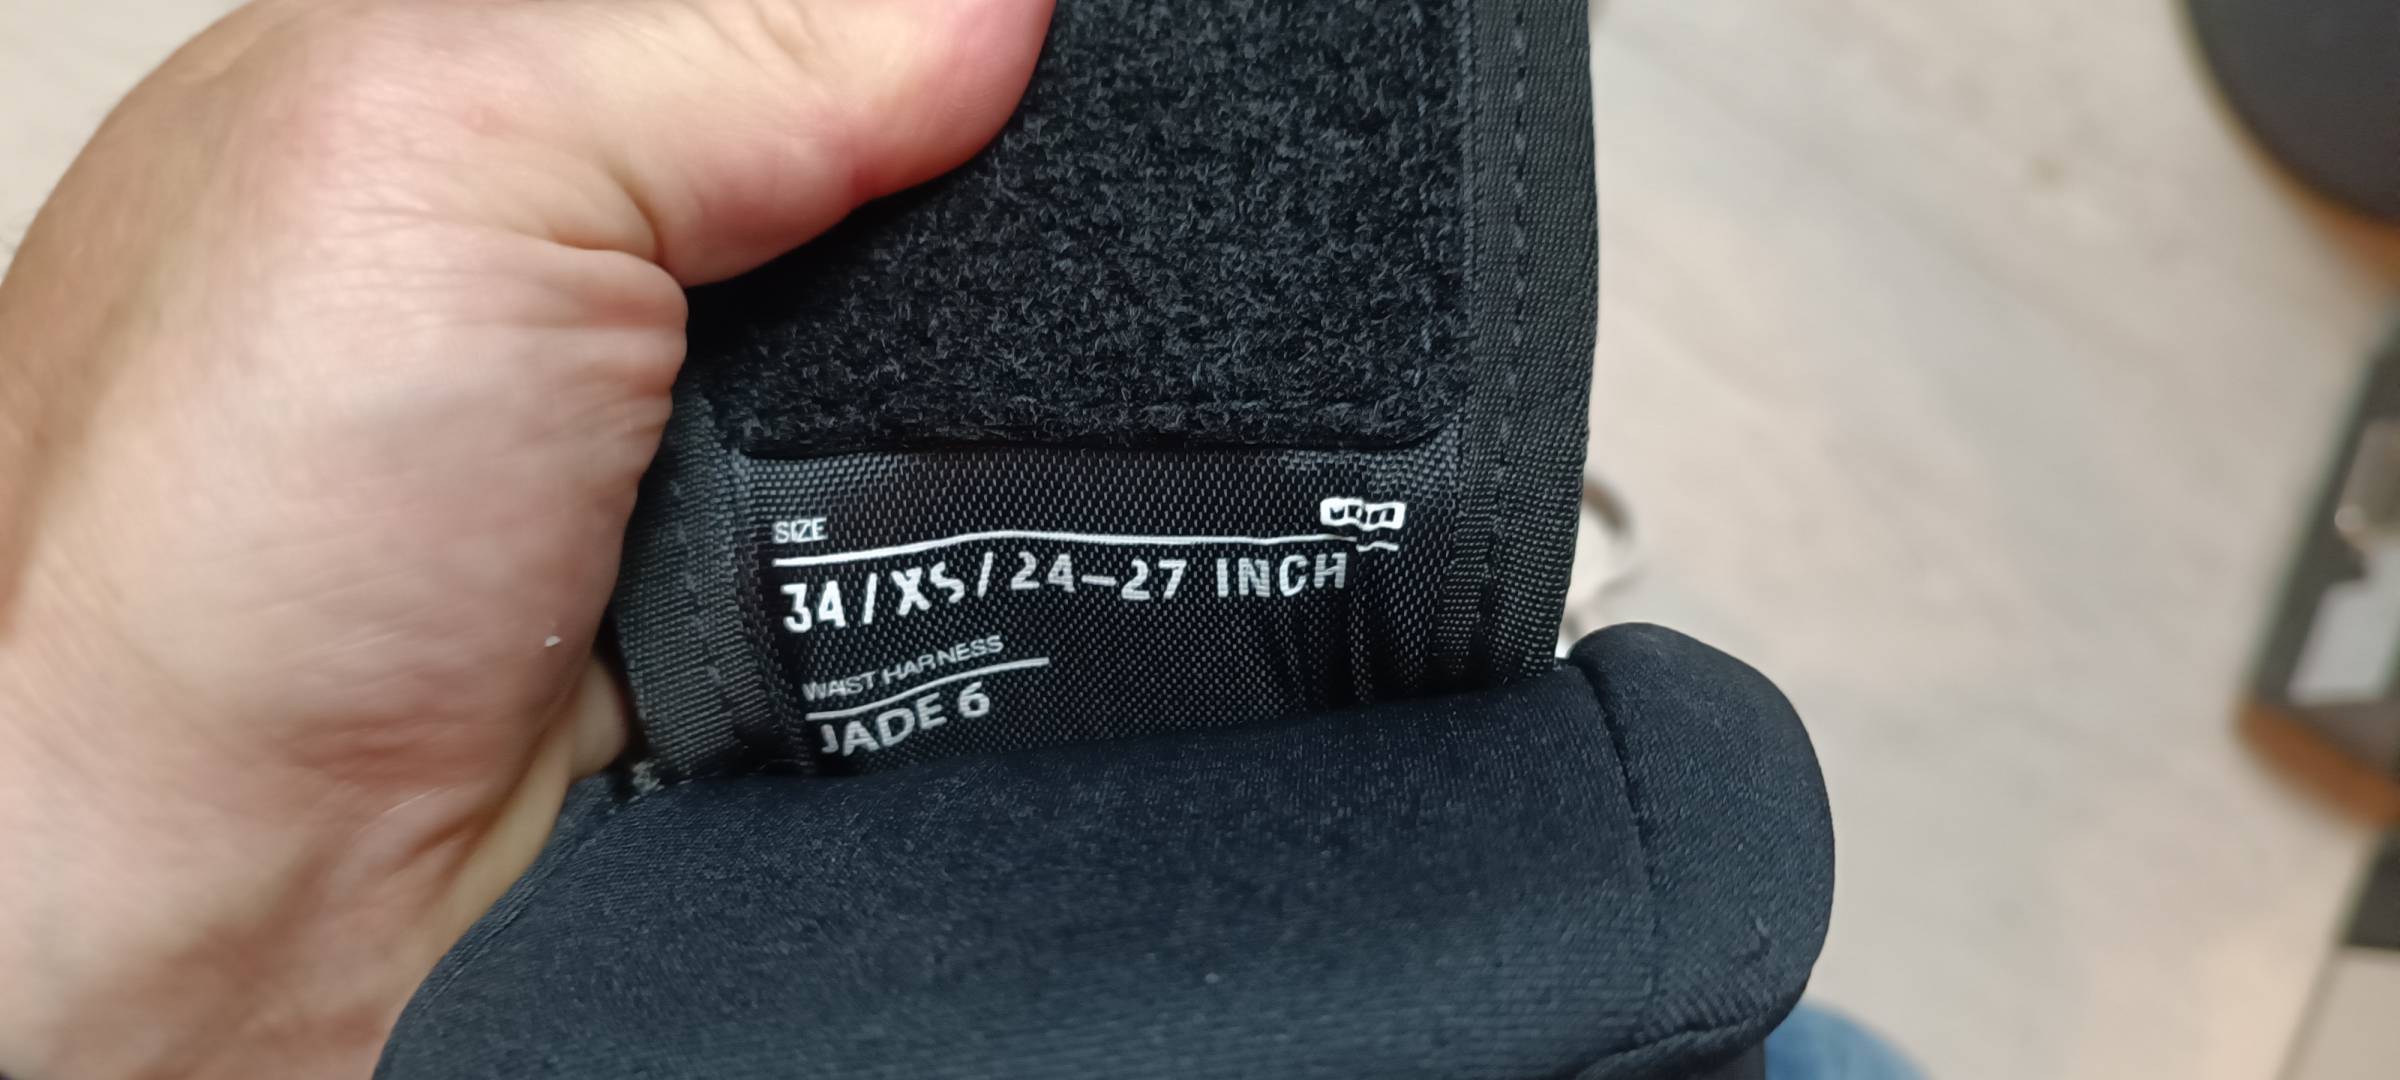 SIZE
34/XS/24-27 INCH
WAIST HARNESS
JADE 6